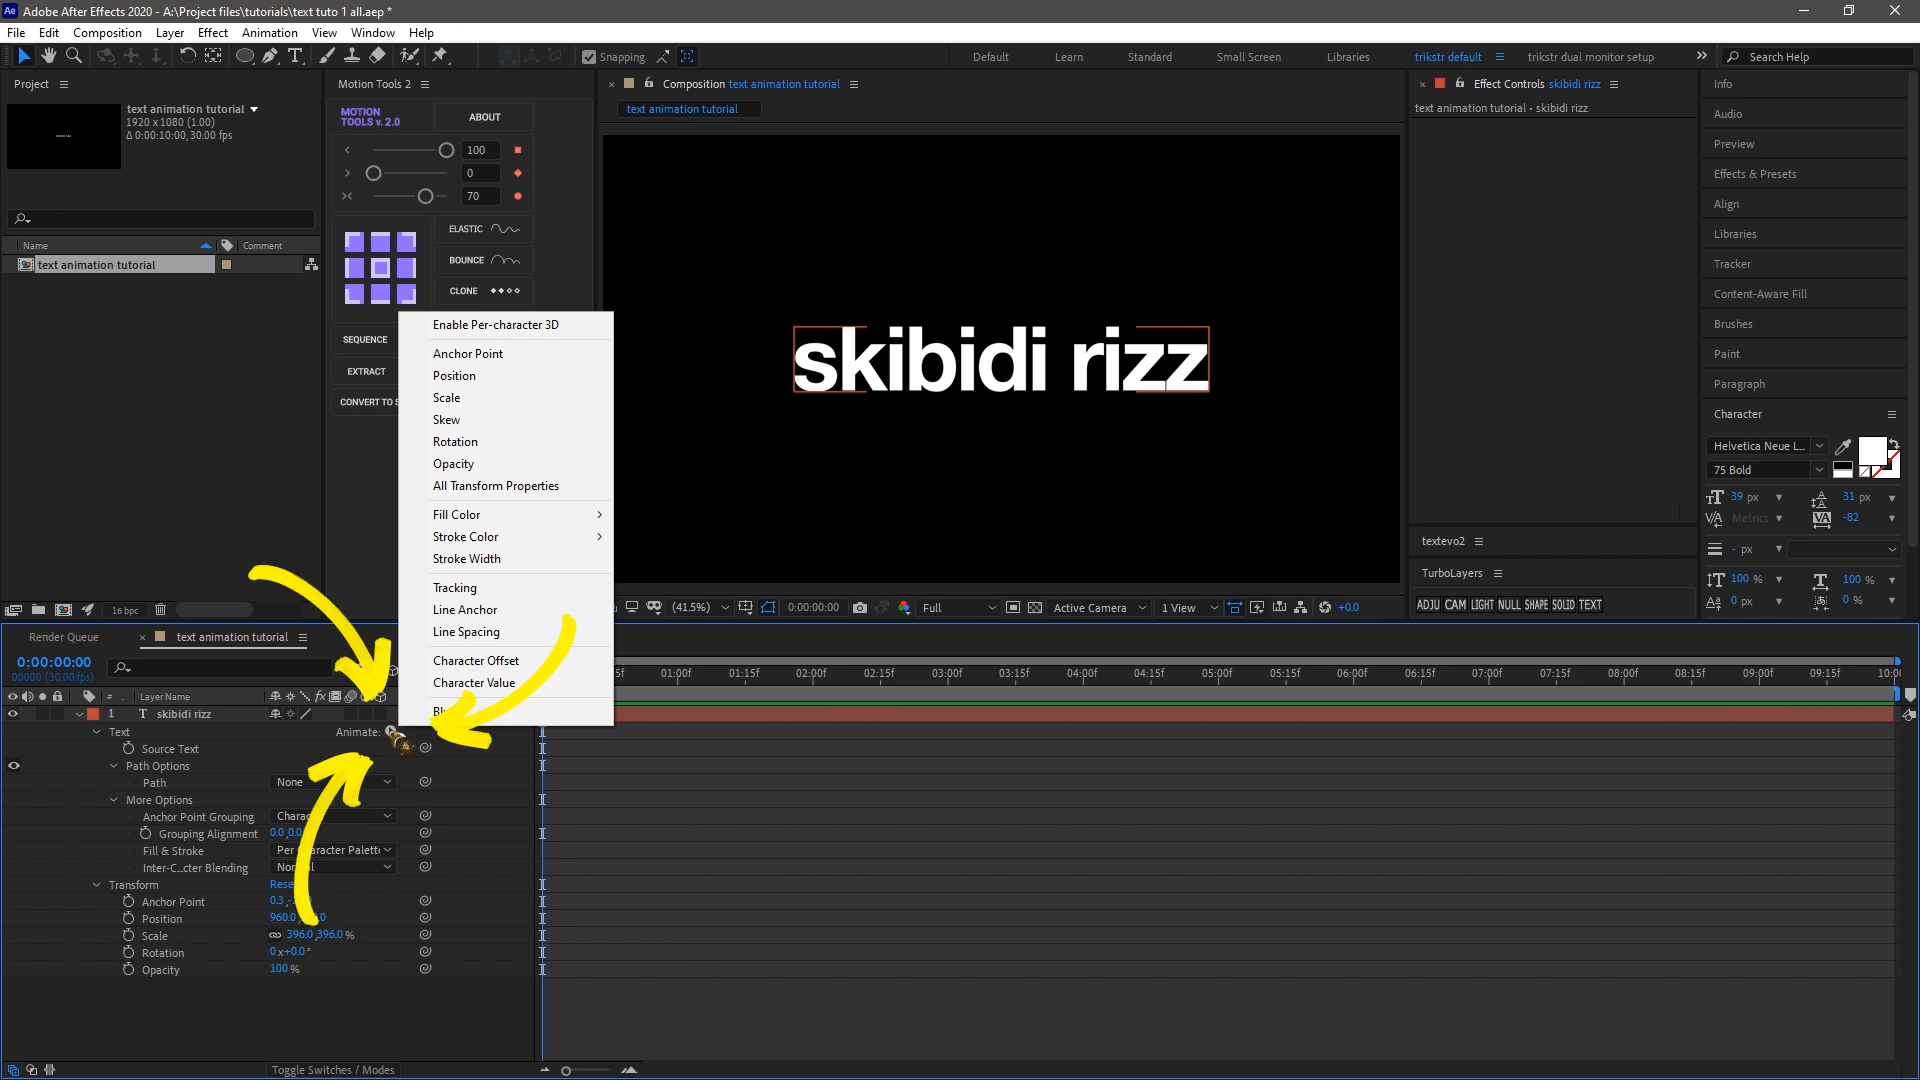 Adobe After Effects 2020 - A:\Project files\tutorials\text tuto 1 all.aep *
File Edit Composition Layer Effect Animation View Window Help
Snapping
Default Learn Standard Small Screen Libraries trikstr default trikstr dual monitor setup Search Help
Project
text animation tutorial
1920 x 1080 (1.00)
Δ 0:00:10:00, 30.00 fps
Name Comment
text animation tutorial
16 bpc
Motion Tools 2
MOTION
TOOLS v. 2.0
ABOUT
100
0
70
ELASTIC
BOUNCE
CLONE
SEQUENCE
EXTRACT
CONVERT TO S
Enable Per-character 3D
Anchor Point
Position
Scale
Skew
Rotation
Opacity
All Transform Properties
Fill Color
Stroke Color
Stroke Width
Tracking
Line Anchor
Line Spacing
Character Offset
Character Value
Composition text animation tutorial
text animation tutorial
skibidi rizz
(41.5%) 0:00:00:00 Full Active Camera 1 View +0.0
Effect Controls skibidi rizz
text animation tutorial • skibidi rizz
textevo2
TurboLayers
ADJU CAM LIGHT NULL SHAPE SOLID TEXT
Info
Audio
Preview
Effects & Presets
Align
Libraries
Tracker
Content-Aware Fill
Brushes
Paint
Paragraph
Character
Helvetica Neue L...
75 Bold
39 px 31 px
Metrics -82
- px
100 % 100 %
0 px 0 %
Render Queue text animation tutorial
0:00:00:00
00000 (30.00 fps)
5f 01:00f 01:15f 02:00f 02:15f 03:00f 03:15f 04:00f 04:15f 05:00f 05:15f 06:00f 06:15f 07:00f 07:15f 08:00f 08:15f 09:00f 09:15f 10:00
# . Layer Name
1 T skibidi rizz
Text Animate:
Source Text
Path Options
Path None
More Options
Anchor Point Grouping
Grouping Alignment
Fill & Stroke
Inter-C...cter Blending
Transform
Anchor Point
Position
Scale 396.0, 396.0 %
Rotation 0x+0.0°
Opacity 100 %
Toggle Switches / Modes